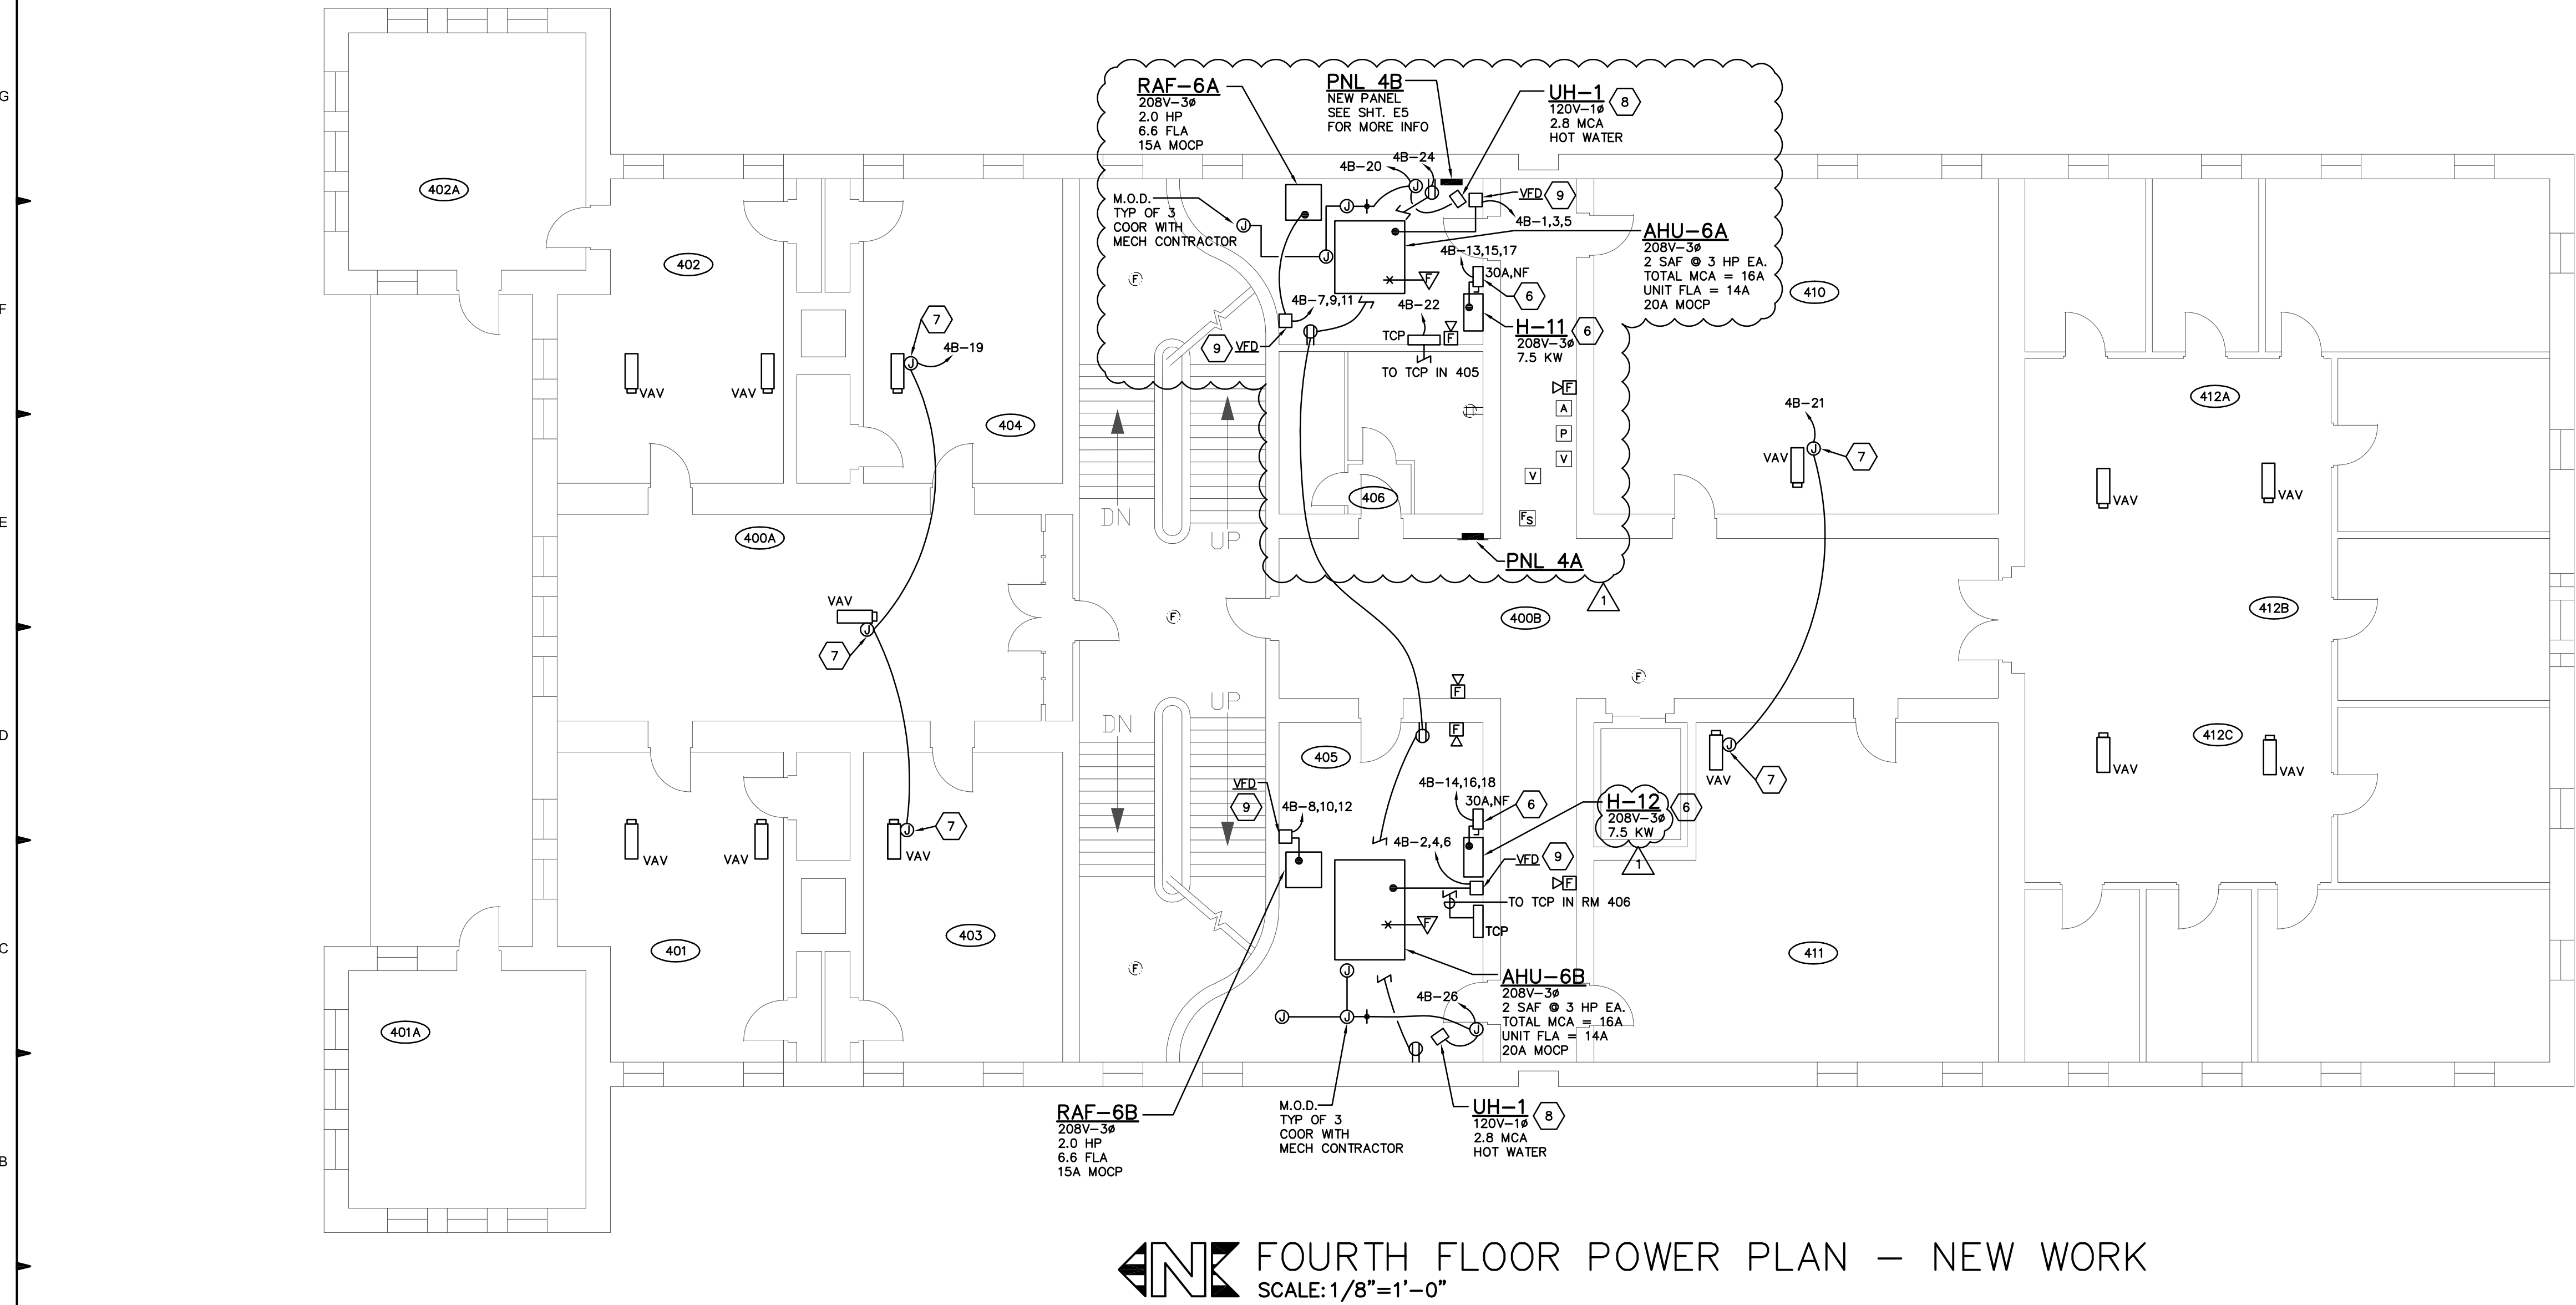 G
F
E
D
C
B
RAF-6A
208V-3ø
2.0 HP
6.6 FLA
15A MOCP
PNL 4B
NEW PANEL
SEE SHT. E5
FOR MORE INFO
UH-1
8
120V-1ø
2.8 MCA
HOT WATER
4B-20
4B-24
402A
M.O.D.
TYP OF 3
COOR WITH
MECH CONTRACTOR
J
J
J
J
VFD
9
4B-1,3,5
AHU-6A
208V-3ø
2 SAF @ 3 HP EA.
TOTAL MCA = 16A
UNIT FLA = 14A
20A MOCP
4B-13,15,17
30A,NF
6
402
F
F
410
4B-7,9,11
4B-22
H-11
6
208V-3ø
7.5 KW
7
J
4B-19
9
VFD
TCP
F
TO TCP IN 405
VAV
VAV
F
A
P
V
V
FS
412A
404
4B-21
J
7
VAV
VAV
VAV
406
DN
UP
400A
PNL 4A
1
VAV
J
7
400B
412B
F
F
F
F
DN
UP
J
VAV
7
412C
VAV
VAV
405
VFD
9
4B-8,10,12
4B-14,16,18
30A,NF
6
H-12
6
208V-3ø
7.5 KW
1
4B-2,4,6
VFD
9
F
VAV
VAV
J
7
VAV
TO TCP IN RM 406
TCP
F
401
403
411
F
AHU-6B
208V-3ø
2 SAF @ 3 HP EA.
TOTAL MCA = 16A
UNIT FLA = 14A
20A MOCP
J
J
J
J
4B-26
401A
RAF-6B
208V-3ø
2.0 HP
6.6 FLA
15A MOCP
M.O.D.
TYP OF 3
COOR WITH
MECH CONTRACTOR
UH-1
8
120V-1ø
2.8 MCA
HOT WATER
N
FOURTH FLOOR POWER PLAN - NEW WORK
SCALE:1/8"=1'-0"